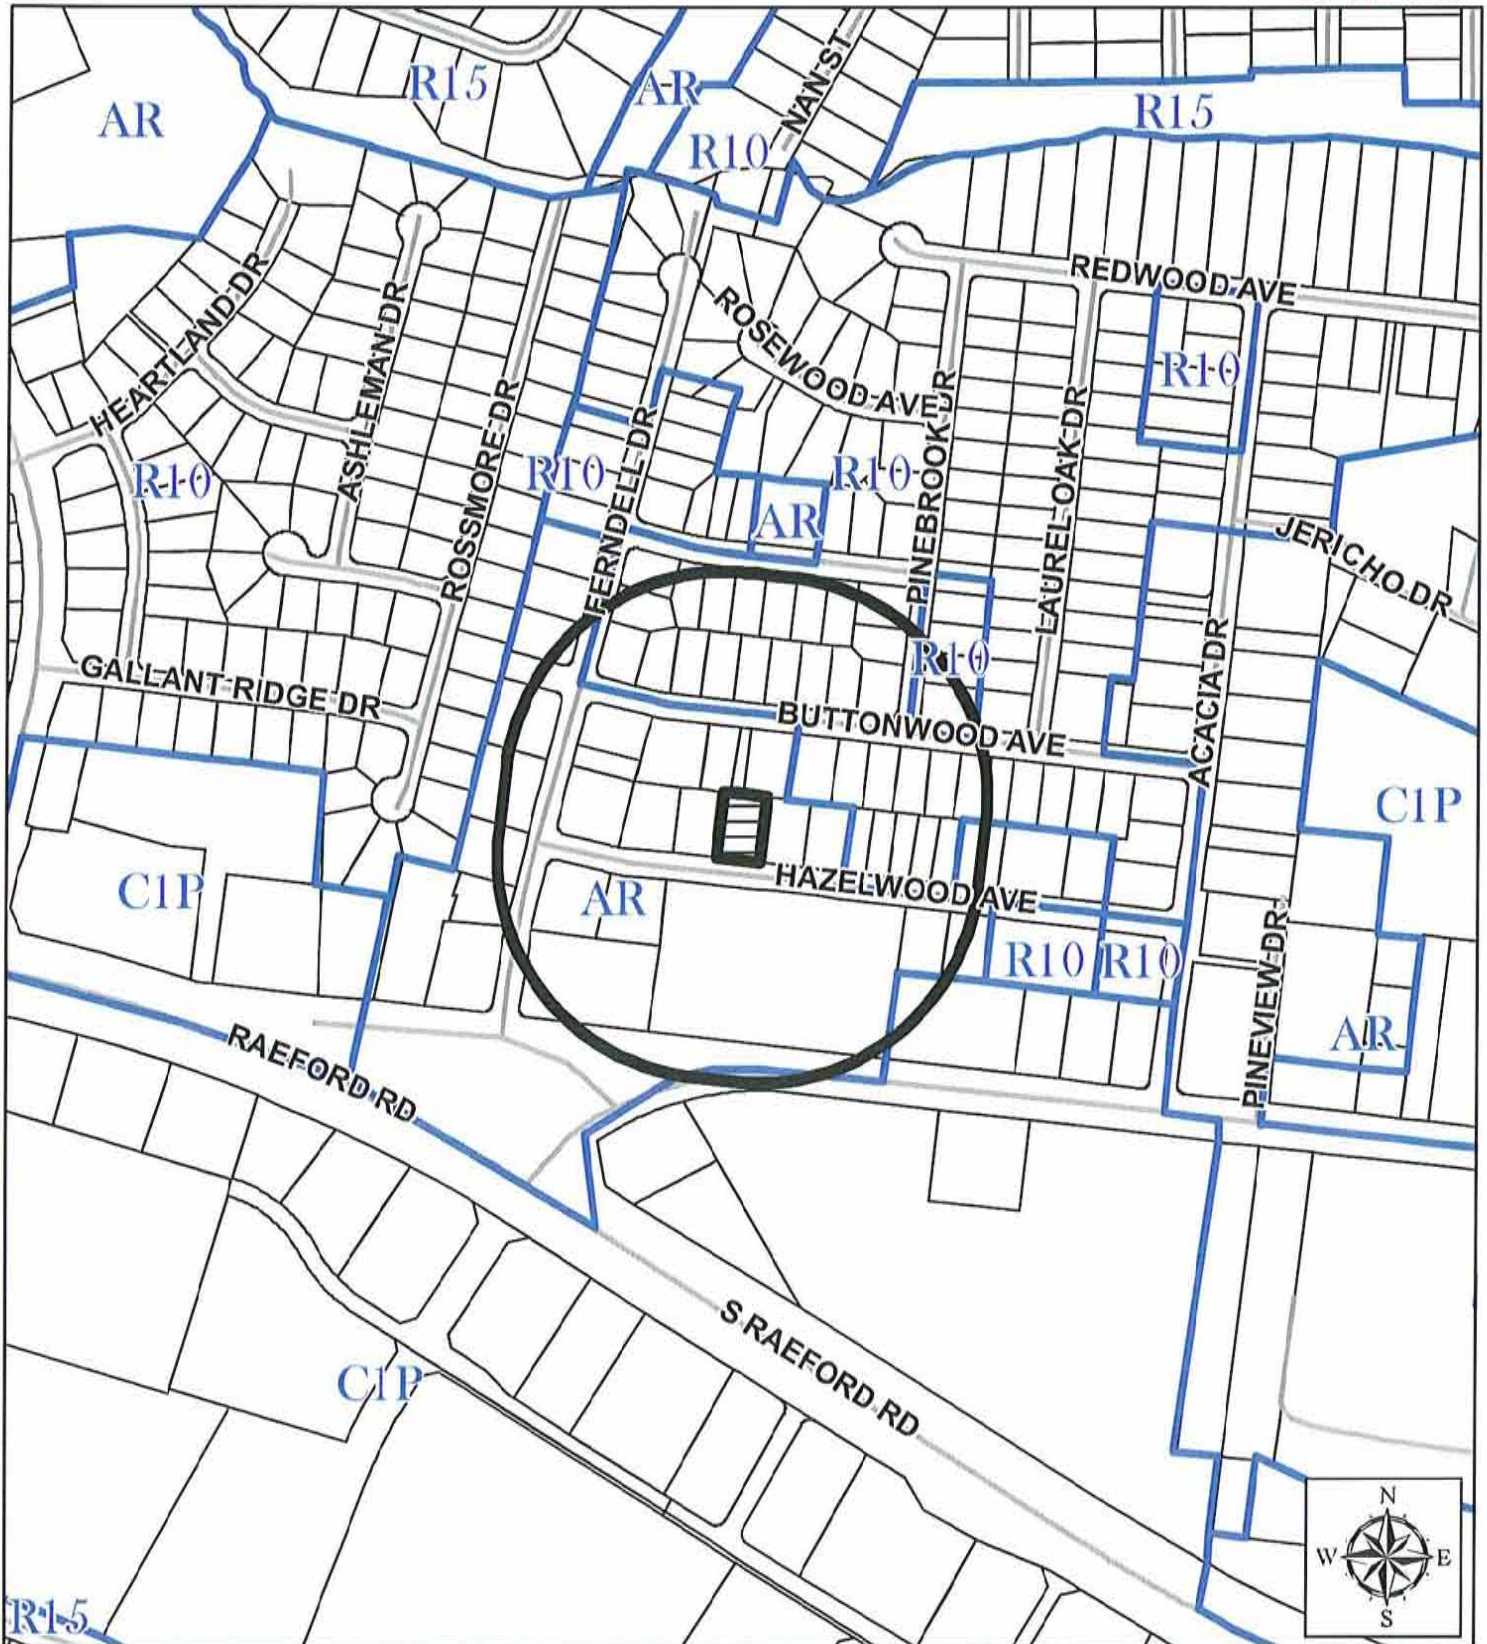 R15
AR
NAN ST
R15
AR
R10
REDWOOD AVE
HEARTLAND DR
ASHLEMAN DR
ROSEWOOD AVE
R10
ROSSMORE DR
FERNDELL DR
PINEBROOK DR
LAUREL OAK DR
R10
R10
R10
AR
JERICHO DR
R10
ACACIA DR
GALLANT RIDGE DR
BUTTONWOOD AVE
C1P
C1P
HAZELWOOD AVE
AR
R10
R10
PINEVIEW DR
AR
RAEFORD RD
S RAEFORD RD
C1P
N
W
E
S
R15